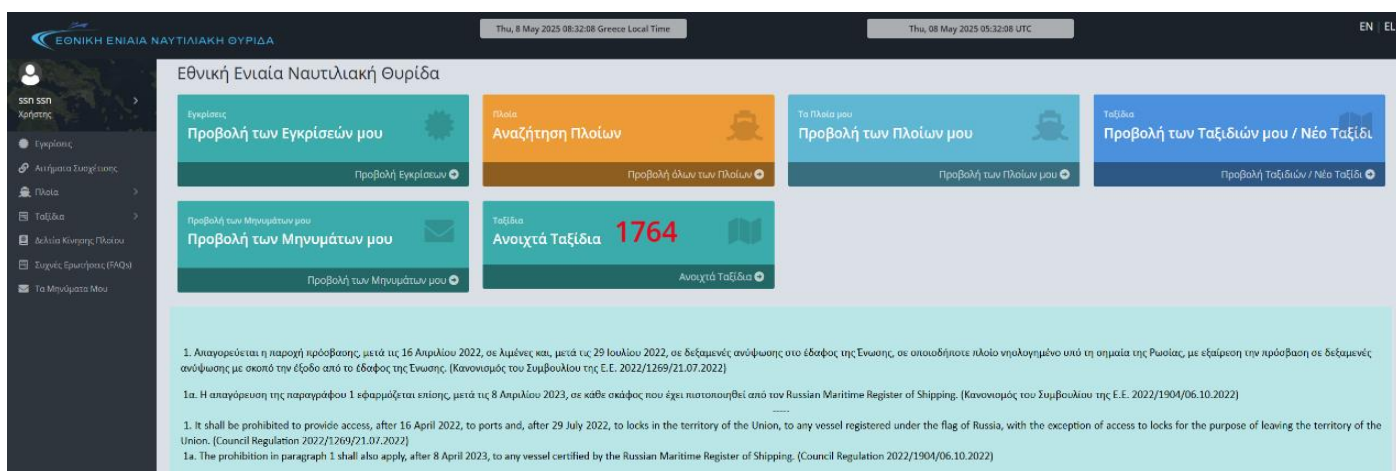 ΕΘΝΙΚΗ ΕΝΙΑΙΑ ΝΑΥΤΙΛΙΑΚΗ ΘΥΡΙΔΑ
Thu, 8 May 2025 08:32:08 Greece Local Time
Thu, 08 May 2025 05:32:08 UTC
EN | EL
ssn ssn
Χρήστης
Εγκρίσεις
Αιτήματα Συσχέτισης
Πλοία
Ταξίδια
Δελτία Κίνησης Πλοίου
Συχνές Ερωτήσεις (FAQs)
Τα Μηνύματα Μου
Εθνική Ενιαία Ναυτιλιακή Θυρίδα
Εγκρίσεις
Προβολή των Εγκρίσεών μου
Προβολή Εγκρίσεων
Πλοία
Αναζήτηση Πλοίων
Προβολή όλων των Πλοίων
Τα Πλοία μου
Προβολή των Πλοίων μου
Προβολή των Πλοίων μου
Ταξίδια
Προβολή των Ταξιδιών μου / Νέο Ταξίδι
Προβολή Ταξιδιών / Νέο Ταξίδι
Προβολή των Μηνυμάτων μου
Προβολή των Μηνυμάτων μου
Προβολή των Μηνυμάτων μου
Ταξίδια
Ανοιχτά Ταξίδια 1764
Ανοιχτά Ταξίδια
1. Απαγορεύεται η παροχή πρόσβασης, μετά τις 16 Απριλίου 2022, σε λιμένες και, μετά τις 29 Ιουλίου 2022, σε δεξαμενές ανύψωσης στο έδαφος της Ένωσης, σε οποιοδήποτε πλοίο νηολογημένο υπό τη σημαία της Ρωσίας, με εξαίρεση την πρόσβαση σε δεξαμενές
ανύψωσης με σκοπό την έξοδο από το έδαφος της Ένωσης. (Κανονισμός του Συμβουλίου της Ε.Ε. 2022/1269/21.07.2022)
1α. Η απαγόρευση της παραγράφου 1 εφαρμόζεται επίσης, μετά τις 8 Απριλίου 2023, σε κάθε σκάφος που έχει πιστοποιηθεί από τον Russian Maritime Register of Shipping. (Κανονισμός του Συμβουλίου της Ε.Ε. 2022/1904/06.10.2022)
-----
1. It shall be prohibited to provide access, after 16 April 2022, to ports and, after 29 July 2022, to locks in the territory of the Union, to any vessel registered under the flag of Russia, with the exception of access to locks for the purpose of leaving the territory of the
Union. (Council Regulation 2022/1269/21.07.2022)
1a. The prohibition in paragraph 1 shall also apply, after 8 April 2023, to any vessel certified by the Russian Maritime Register of Shipping. (Council Regulation 2022/1904/06.10.2022)